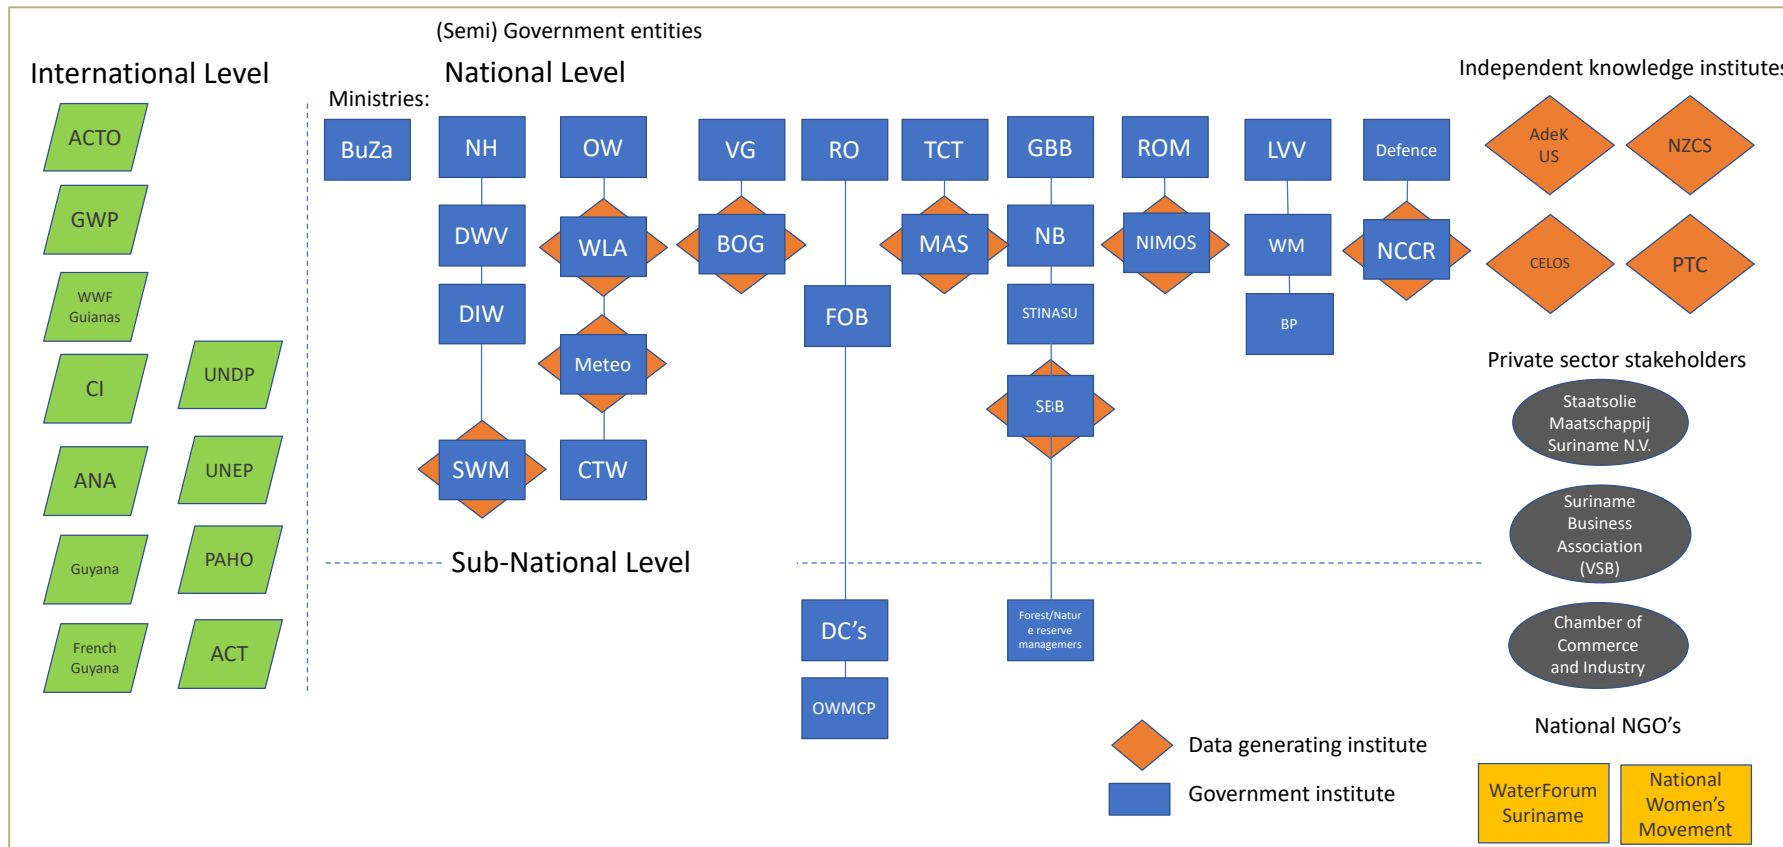 (Semi) Government entities
International Level
National Level
Independent knowledge institutes
Ministries:
ACTO
GWP
WWF
Guianas
CI
ANA
Guyana
French
Guyana
UNDP
UNEP
PAHO
ACT
BuZa
NH
DWV
DIW
SWM
OW
WLA
Meteo
CTW
VG
BOG
RO
FOB
TCT
MAS
GBB
NB
STINASU
SBB
ROM
NIMOS
LVV
WM
BP
Defence
NCCR
AdeK
US
NZCS
CELOS
PTC
Private sector stakeholders
Staatsolie
Maatschappij
Suriname N.V.
Suriname
Business
Association
(VSB)
Chamber of
Commerce
and Industry
Sub-National Level
DC’s
OWMCP
Forest/Natur
e reserve
managemers
Data generating institute
Government institute
National NGO’s
WaterForum
Suriname
National
Women’s
Movement